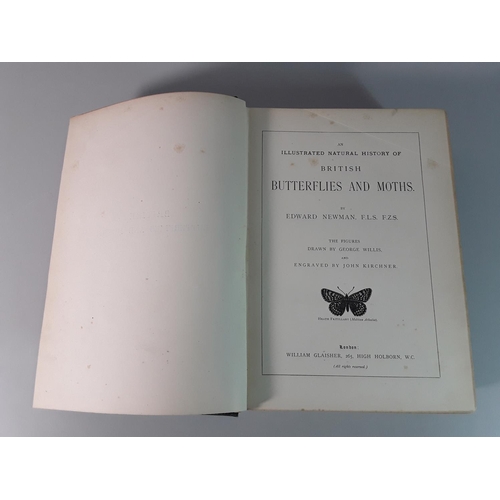 AN
ILLUSTRATED NATURAL HISTORY OF
BRITISH
BUTTERFLIES AND MOTHS.
BY
EDWARD NEWMAN, F.L.S. F.Z.S.
THE FIGURES
DRAWN BY GEORGE WILLIS,
AND
ENGRAVED BY JOHN KIRCHNER.
London:
WILLIAM GLAISHER, 265, HIGH HOLBORN, W.C.
(All rights reserved.)